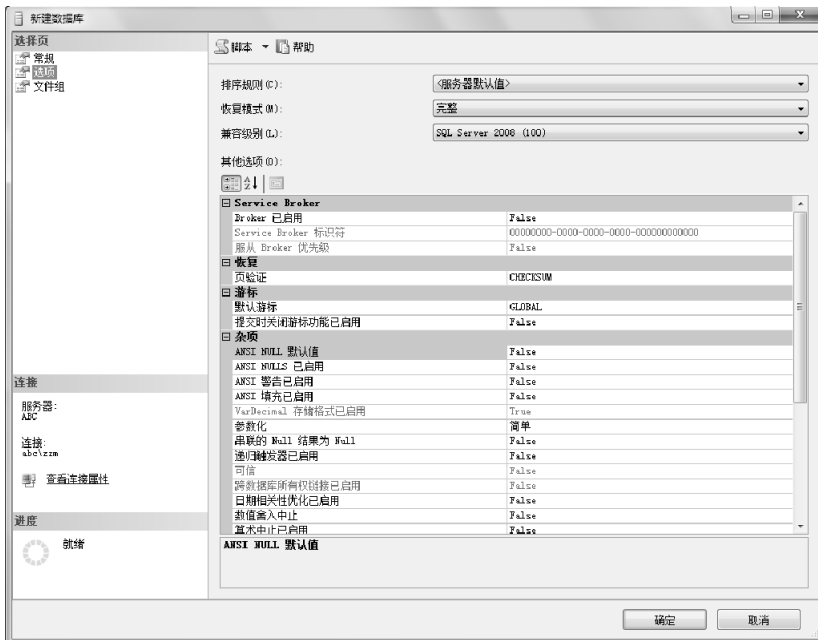 新建数据库
选择页
常规
选项
文件组
脚本 帮助
排序规则(C): <服务器默认值>
恢复模式(M): 完整
兼容级别(L): SQL Server 2008 (100)
其他选项(O):
Service Broker
Broker 已启用 False
Service Broker 标识符 00000000-0000-0000-0000-000000000000
服从 Broker 优先级 False
恢复
页验证 CHECKSUM
游标
默认游标 GLOBAL
提交时关闭游标功能已启用 False
杂项
ANSI NULL 默认值 False
ANSI NULLS 已启用 False
ANSI 警告已启用 False
ANSI 填充已启用 False
VarDecimal 存储格式已启用 True
参数化 简单
串联的 Null 结果为 Null False
递归触发器已启用 False
可信 False
跨数据库所有权链接已启用 False
日期相关性优化已启用 False
数值舍入中止 False
算术中止已启用 False
ANSI NULL 默认值
连接
服务器:
ABC
连接:
abc\zzm
查看连接属性
进度
就绪
确定 取消